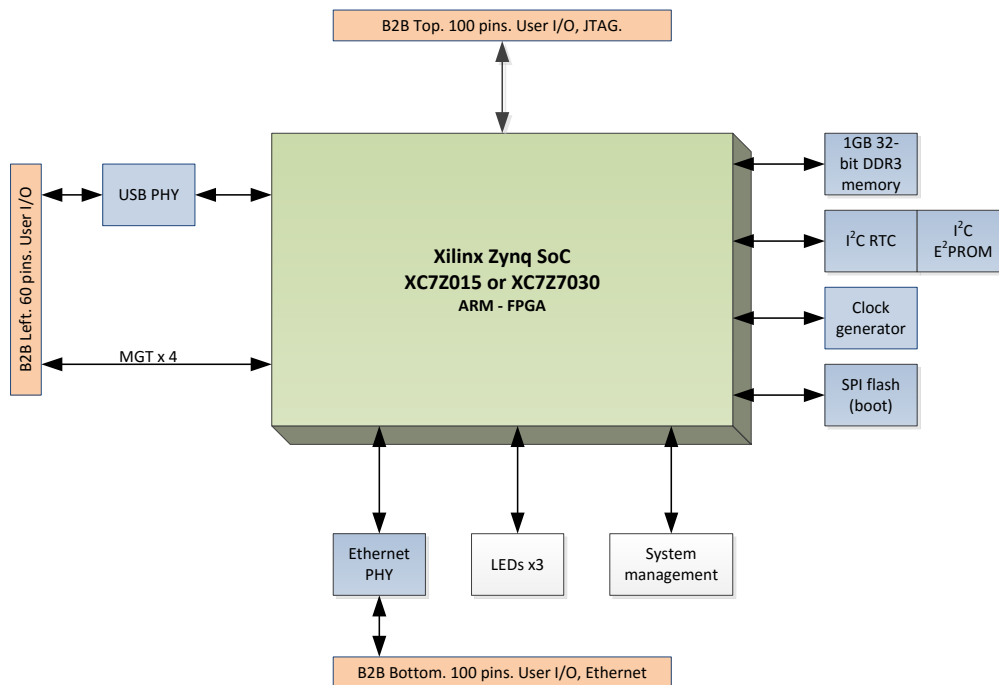 B2B Top. 100 pins. User I/O, JTAG.
B2B Left. 60 pins. User I/O
USB PHY
MGT x 4
Xilinx Zynq SoC
XC7Z015 or XC7Z7030
ARM - FPGA
1GB 32-
bit DDR3
memory
I²C RTC
I²C
E²PROM
Clock
generator
SPI flash
(boot)
Ethernet
PHY
LEDs x3
System
management
B2B Bottom. 100 pins. User I/O, Ethernet